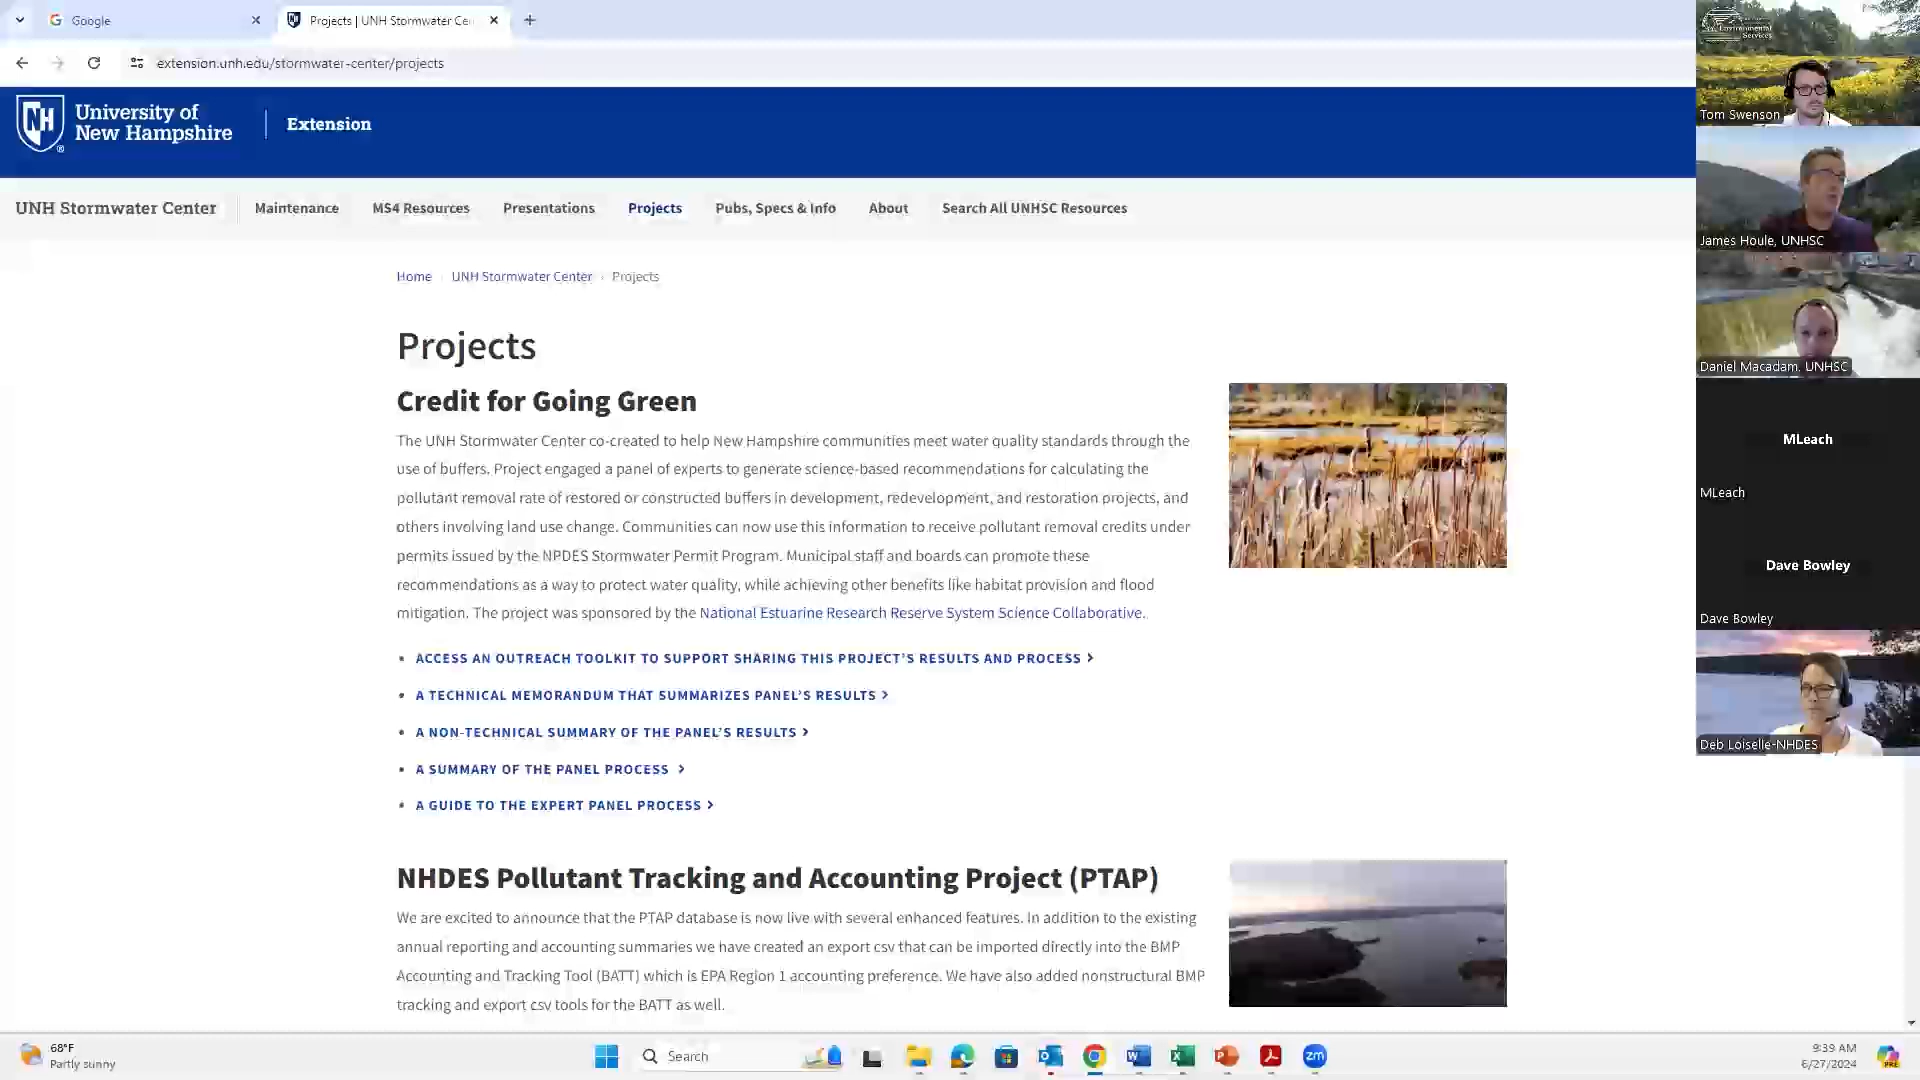 Google
Projects | UNH Stormwater Ce
extension.unh.edu/stormwater-center/projects
University of
New Hampshire
Extension
NH
UNH Stormwater Center
Maintenance
MS4 Resources
Presentations
Projects
Pubs, Specs & Info
About
Search All UNHSC Resources
Home › UNH Stormwater Center › Projects
Projects
Credit for Going Green
The UNH Stormwater Center co-created to help New Hampshire communities meet water quality standards through the
use of buffers. Project engaged a panel of experts to generate science-based recommendations for calculating the
pollutant removal rate of restored or constructed buffers in development, redevelopment, and restoration projects, and
others involving land use change. Communities can now use this information to receive pollutant removal credits under
permits issued by the NPDES Stormwater Permit Program. Municipal staff and boards can promote these
recommendations as a way to protect water quality, while achieving other benefits like habitat provision and flood
mitigation. The project was sponsored by the National Estuarine Research Reserve System Science Collaborative.
• ACCESS AN OUTREACH TOOLKIT TO SUPPORT SHARING THIS PROJECT'S RESULTS AND PROCESS
• A TECHNICAL MEMORANDUM THAT SUMMARIZES PANEL'S RESULTS
• A NON-TECHNICAL SUMMARY OF THE PANEL'S RESULTS
• A SUMMARY OF THE PANEL PROCESS
• A GUIDE TO THE EXPERT PANEL PROCESS
NHDES Pollutant Tracking and Accounting Project (PTAP)
We are excited to announce that the PTAP database is now live with several enhanced features. In addition to the existing
annual reporting and accounting summaries we have created an export csv that can be imported directly into the BMP
Accounting and Tracking Tool (BATT) which is EPA Region 1 accounting preference. We have also added nonstructural BMP
tracking and export csv tools for the BATT as well.
Environmental
Services
Tom Swenson
James Houle, UNHSC
Daniel Macadam, UNHSC
MLeach
MLeach
Dave Bowley
Dave Bowley
Deb Loiselle-NHDES
68°F
Partly sunny
Search
zm
9:39 AM
6/27/2024
PRE